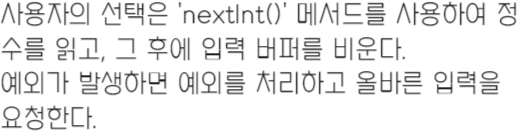 사용자의 선택은 'nextInt()' 메서드를 사용하여 정
수를 읽고, 그 후에 입력 버퍼를 비운다.
예외가 발생하면 예외를 처리하고 올바른 입력을
요청한다.